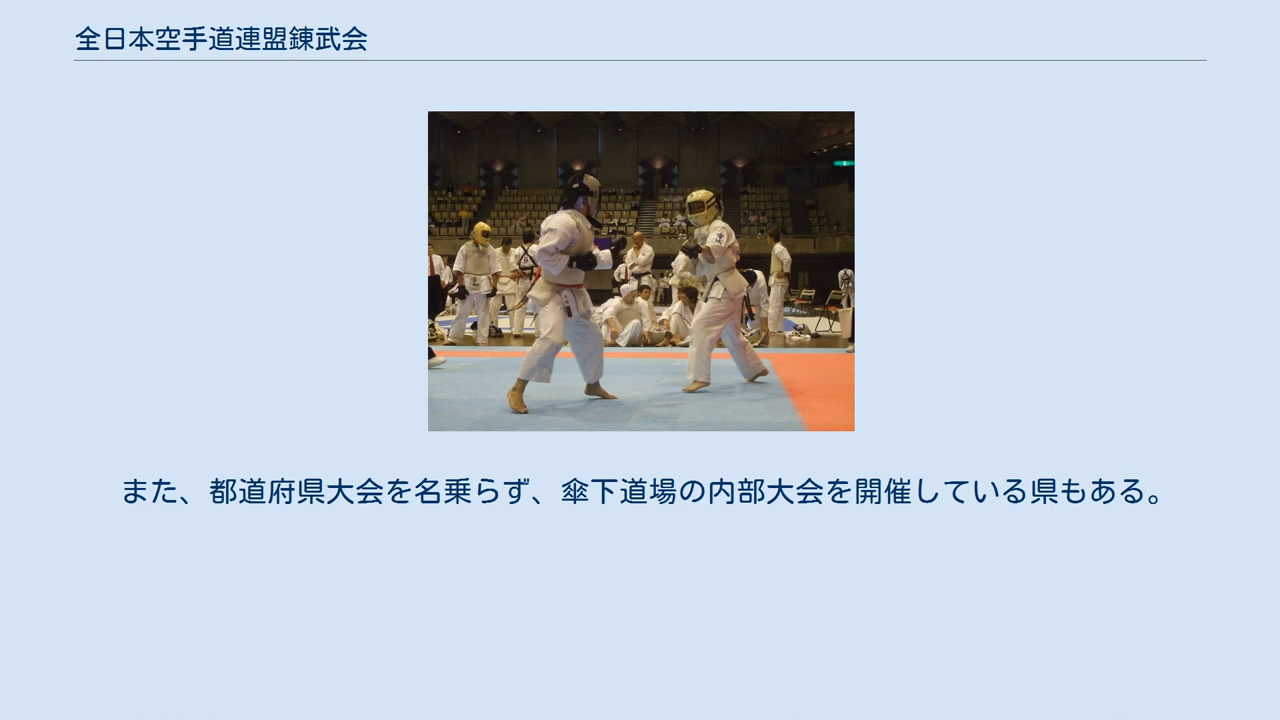 全日本空手道連盟錬武会
また、都道府県大会を名乗らず、傘下道場の内部大会を開催している県もある。